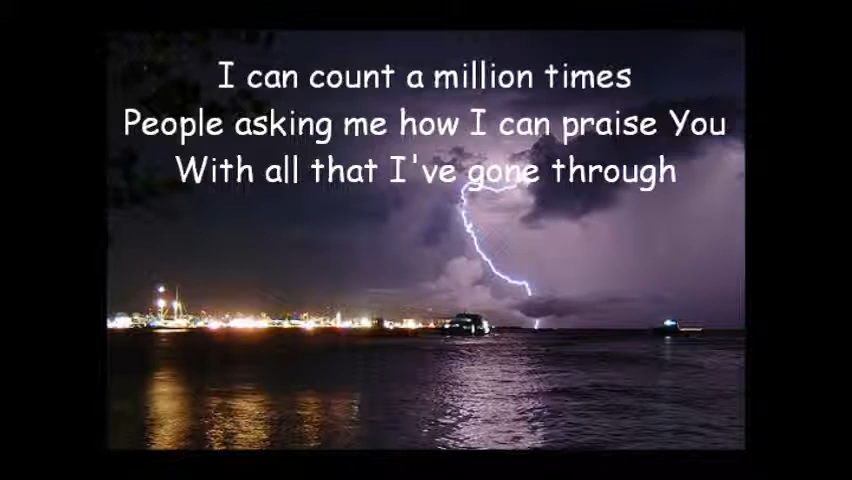 I can count a million times
People asking me how I can praise You
With all that I've gone through